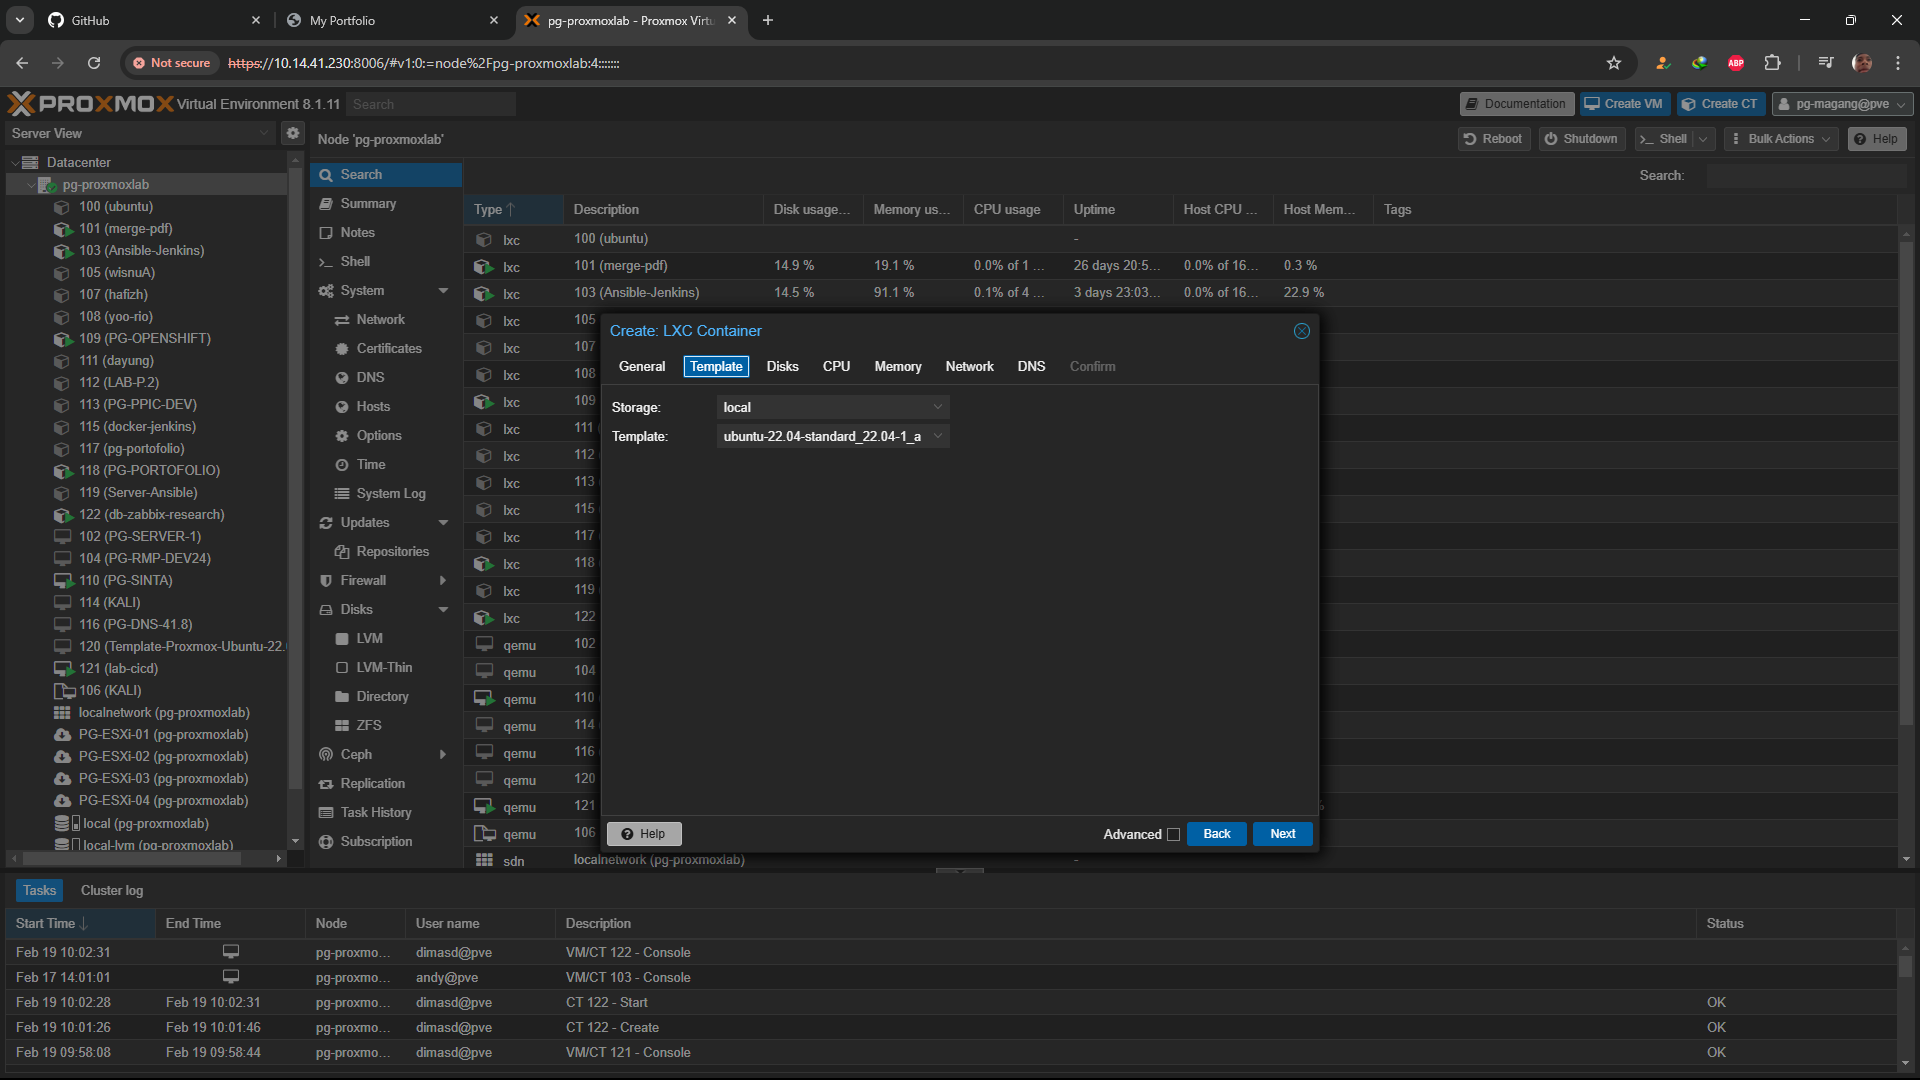 GitHub
My Portfolio
pg-proxmoxlab - Proxmox Virtu
Not secure
https://10.14.41.230:8006/#v1:0:=node%2Fpg-proxmoxlab:4:::::::
ABP
PROXMOX Virtual Environment 8.1.11
Search
Documentation
Create VM
Create CT
pg-magang@pve
Server View
Node 'pg-proxmoxlab'
Reboot
Shutdown
Shell
Bulk Actions
Help
Datacenter
pg-proxmoxlab
100 (ubuntu)
101 (merge-pdf)
103 (Ansible-Jenkins)
105 (wisnuA)
107 (hafizh)
108 (yoo-rio)
109 (PG-OPENSHIFT)
111 (dayung)
112 (LAB-P.2)
113 (PG-PPIC-DEV)
115 (docker-jenkins)
117 (pg-portofolio)
118 (PG-PORTOFOLIO)
119 (Server-Ansible)
122 (db-zabbix-research)
102 (PG-SERVER-1)
104 (PG-RMP-DEV24)
110 (PG-SINTA)
114 (KALI)
116 (PG-DNS-41.8)
120 (Template-Proxmox-Ubuntu-22.
121 (lab-cicd)
106 (KALI)
localnetwork (pg-proxmoxlab)
PG-ESXi-01 (pg-proxmoxlab)
PG-ESXi-02 (pg-proxmoxlab)
PG-ESXi-03 (pg-proxmoxlab)
PG-ESXi-04 (pg-proxmoxlab)
local (pg-proxmoxlab)
local-lvm (pg-proxmoxlab)
Search
Summary
Notes
Shell
System
Network
Certificates
DNS
Hosts
Options
Time
System Log
Updates
Repositories
Firewall
Disks
LVM
LVM-Thin
Directory
ZFS
Ceph
Replication
Task History
Subscription
Search:
Type Description Disk usage... Memory us... CPU usage Uptime Host CPU ... Host Mem... Tags
lxc 100 (ubuntu) -
lxc 101 (merge-pdf) 14.9 % 19.1 % 0.0% of 1 ... 26 days 20:5... 0.0% of 16... 0.3 %
lxc 103 (Ansible-Jenkins) 14.5 % 91.1 % 0.1% of 4 ... 3 days 23:03... 0.0% of 16... 22.9 %
lxc 105
lxc 107
lxc 108
lxc 109
lxc 111
lxc 112
lxc 113
lxc 115
lxc 117
lxc 118
lxc 119
lxc 122
qemu 102
qemu 104
qemu 110
qemu 114
qemu 116
qemu 120
qemu 121 %
qemu 106
sdn localnetwork (pg-proxmoxlab) -
Create: LXC Container
General Template Disks CPU Memory Network DNS Confirm
Storage: local
Template: ubuntu-22.04-standard_22.04-1_a
Help
Advanced
Back
Next
Tasks Cluster log
Start Time End Time Node User name Description Status
Feb 19 10:02:31 pg-proxmo... dimasd@pve VM/CT 122 - Console
Feb 17 14:01:01 pg-proxmo... andy@pve VM/CT 103 - Console
Feb 19 10:02:28 Feb 19 10:02:31 pg-proxmo... dimasd@pve CT 122 - Start OK
Feb 19 10:01:26 Feb 19 10:01:46 pg-proxmo... dimasd@pve CT 122 - Create OK
Feb 19 09:58:08 Feb 19 09:58:44 pg-proxmo... dimasd@pve VM/CT 121 - Console OK